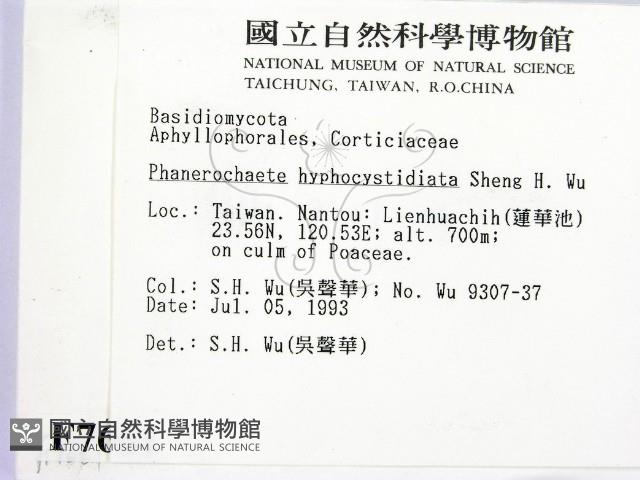 國立自然科學博物館
NATIONAL MUSEUM OF NATURAL SCIENCE
TAICHUNG, TAIWAN, R.O.CHINA
Basidiomycota
Aphyllophorales, Corticiaceae
Phanerochaete hyphocystidiata Sheng H. Wu
Loc.: Taiwan. Nantou: Lienhuachih(蓮華池)
23.56N, 120.53E; alt. 700m;
on culm of Poaceae.
Col.: S.H. Wu(吳聲華); No. Wu 9307-37
Date: Jul. 05, 1993
Det.: S.H. Wu(吳聲華)
國立自然科學博物館
NATIONAL MUSEUM OF NATURAL SCIENCE